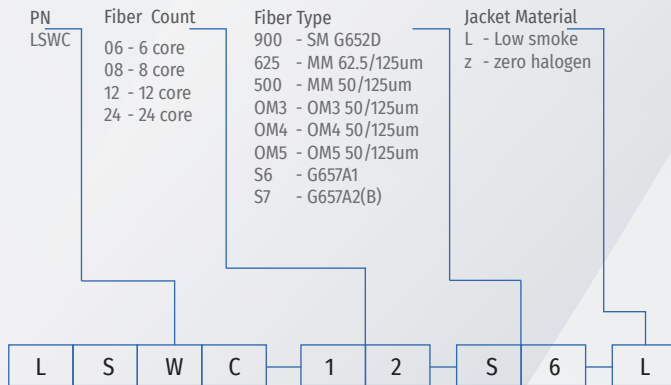 PN
LSWC
Fiber Count
06 - 6 core
08 - 8 core
12 - 12 core
24 - 24 core
Fiber Type
900 - SM G652D
625 - MM 62.5/125um
500 - MM 50/125um
OM3 - OM3 50/125um
OM4 - OM4 50/125um
OM5 - OM5 50/125um
S6 - G657A1
S7 - G657A2(B)
Jacket Material
L - Low smoke
z - zero halogen
L S W C 1 2 S 6 L